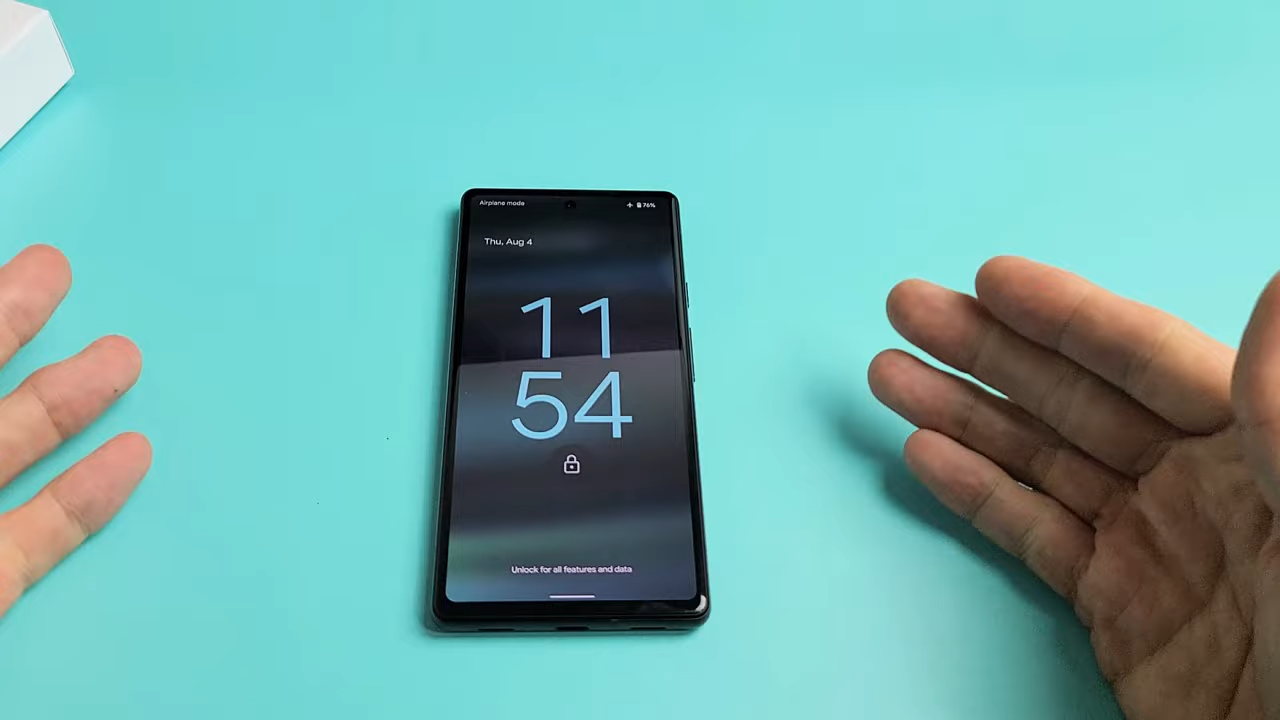 Airplane mode 76%
Thu, Aug 4
11
54
Unlock for all features and data